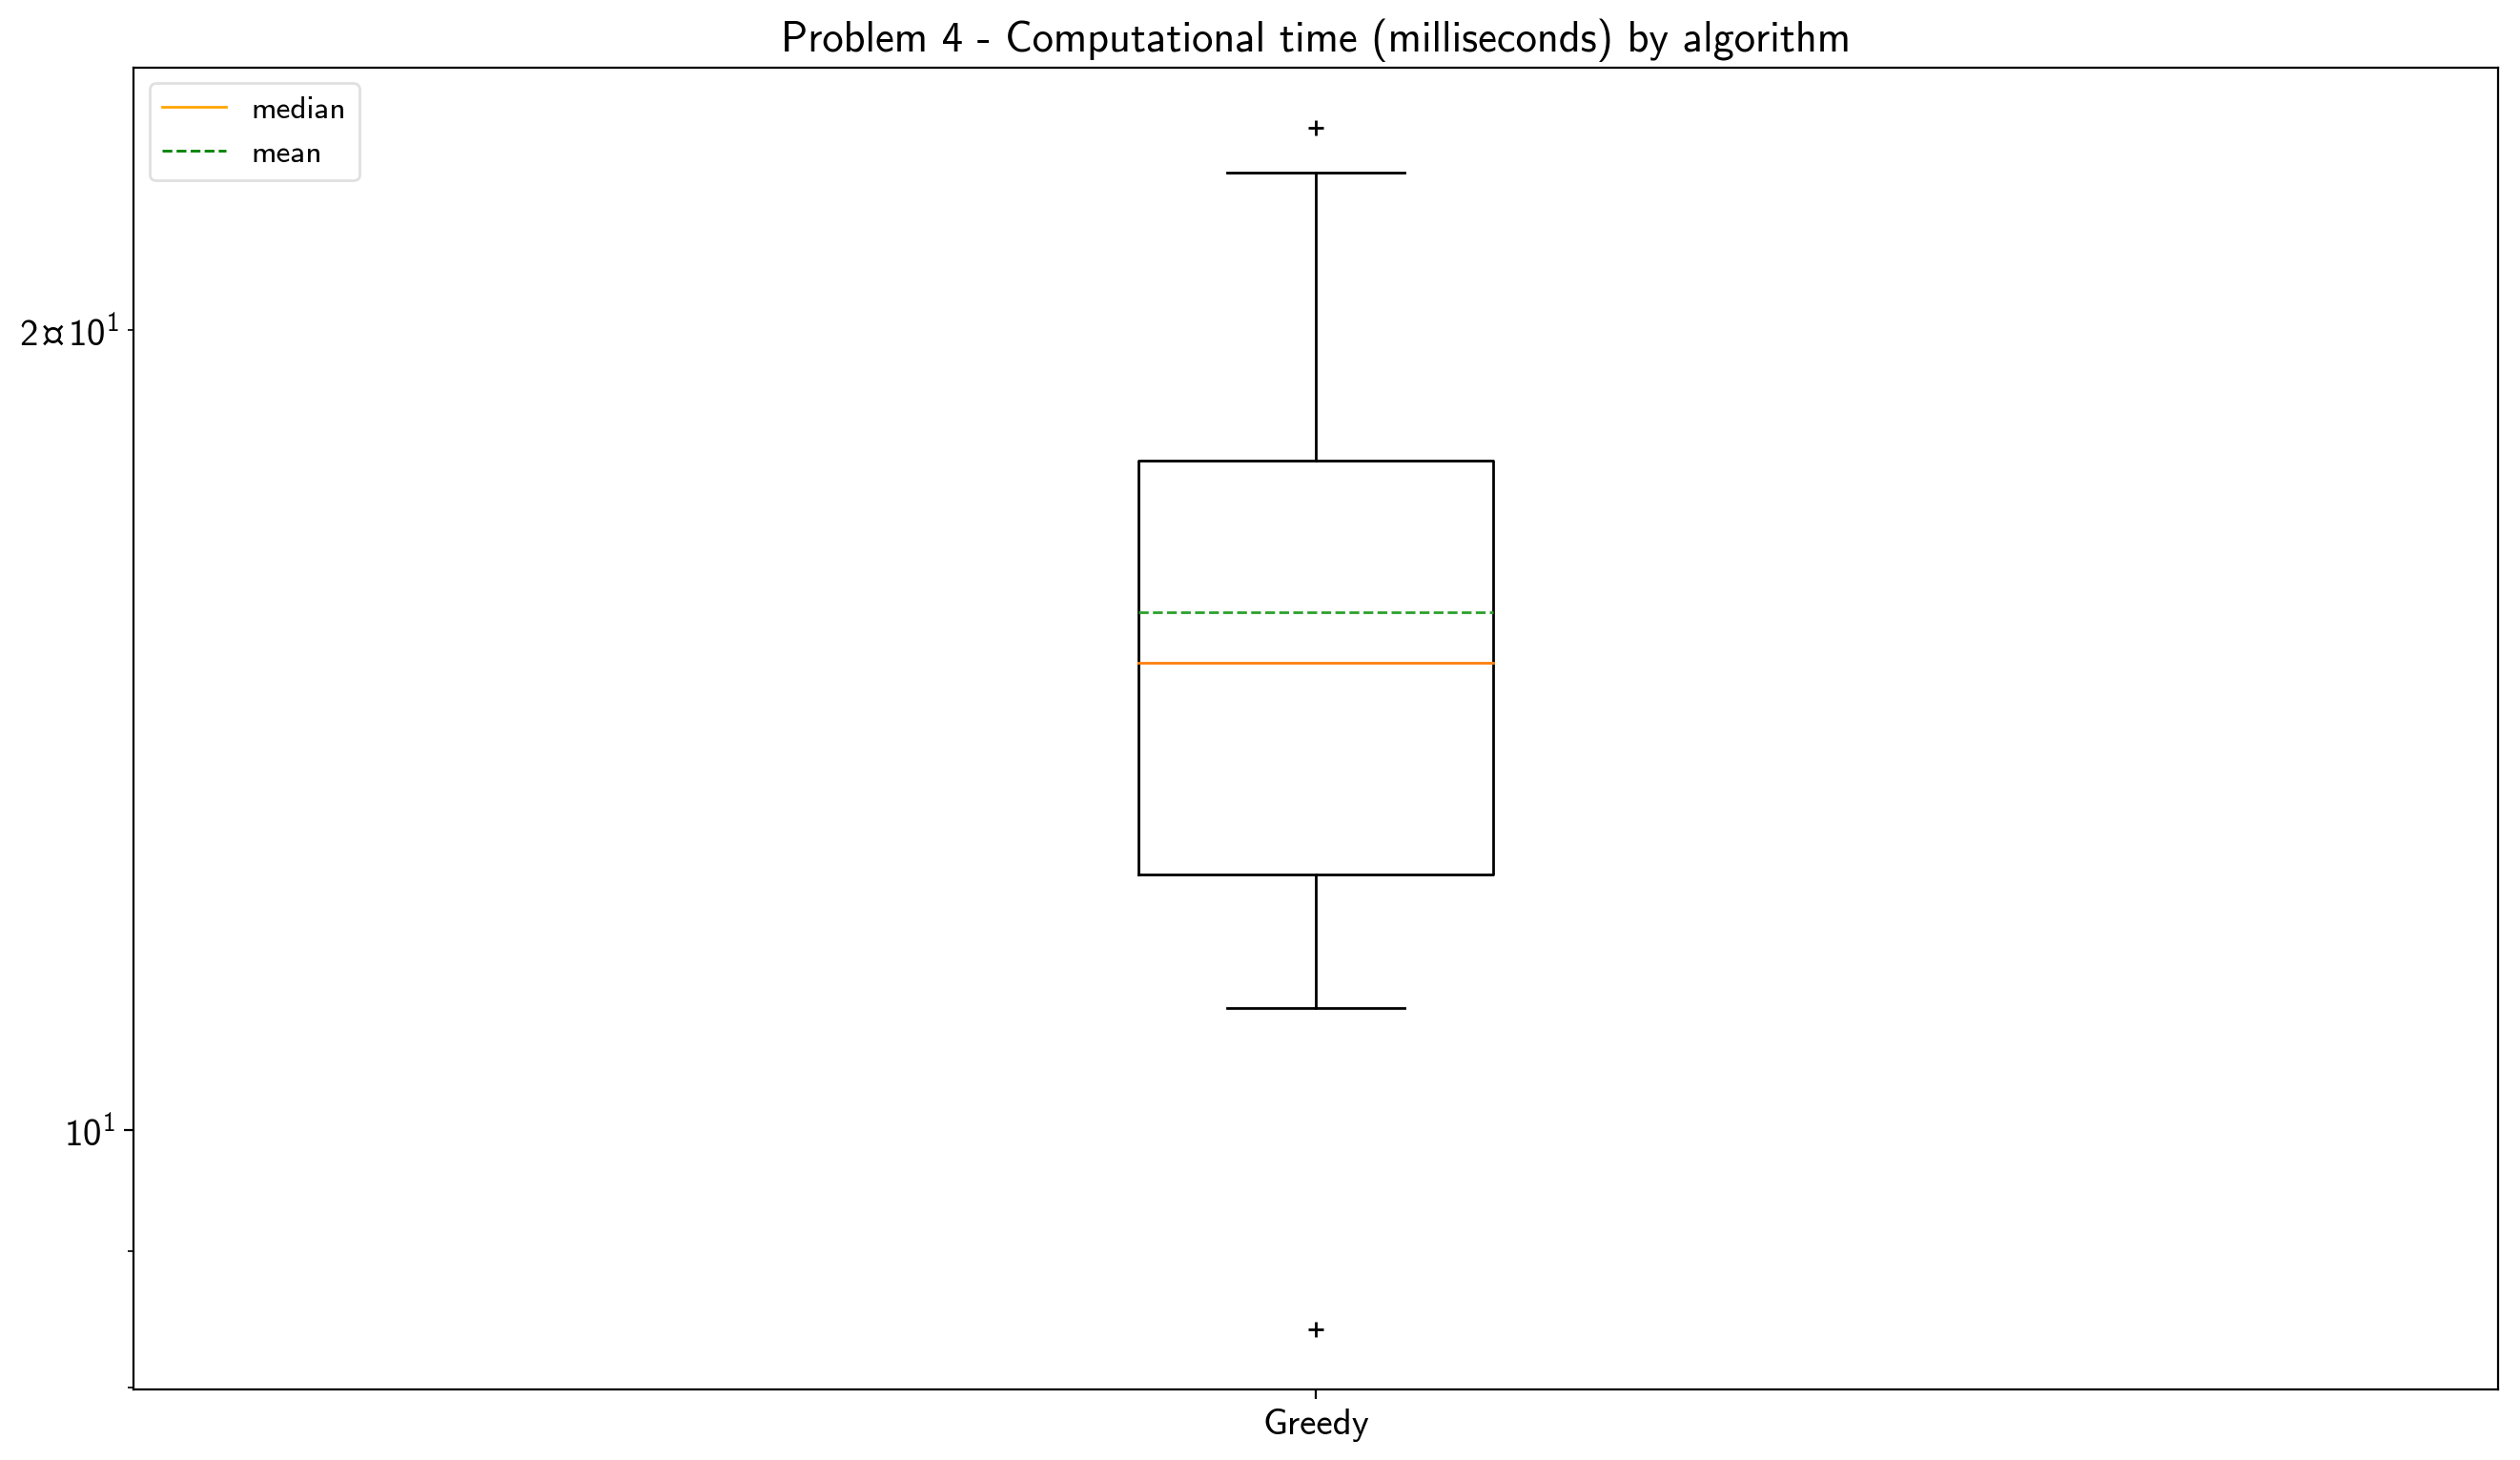 Problem 4 - Computational time (milliseconds) by algorithm
median
mean
2¤10¹
10¹
Greedy